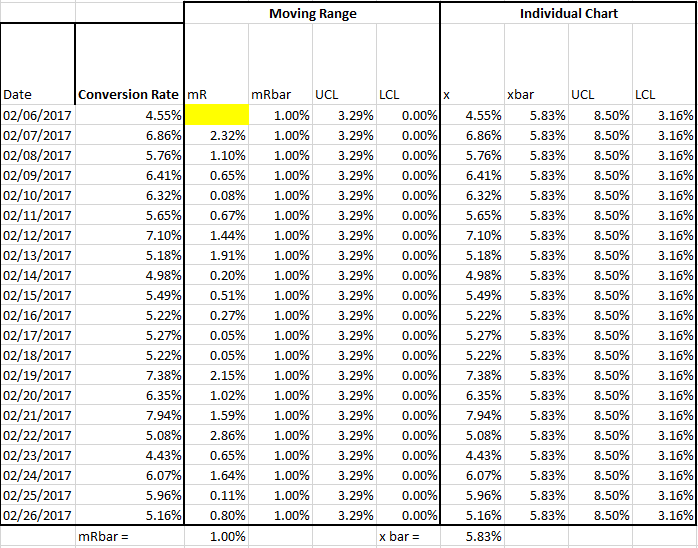 Moving Range Individual Chart
Date Conversion Rate mR mRbar UCL LCL x xbar UCL LCL
02/06/2017 4.55% 1.00% 3.29% 0.00% 4.55% 5.83% 8.50% 3.16%
02/07/2017 6.86% 2.32% 1.00% 3.29% 0.00% 6.86% 5.83% 8.50% 3.16%
02/08/2017 5.76% 1.10% 1.00% 3.29% 0.00% 5.76% 5.83% 8.50% 3.16%
02/09/2017 6.41% 0.65% 1.00% 3.29% 0.00% 6.41% 5.83% 8.50% 3.16%
02/10/2017 6.32% 0.08% 1.00% 3.29% 0.00% 6.32% 5.83% 8.50% 3.16%
02/11/2017 5.65% 0.67% 1.00% 3.29% 0.00% 5.65% 5.83% 8.50% 3.16%
02/12/2017 7.10% 1.44% 1.00% 3.29% 0.00% 7.10% 5.83% 8.50% 3.16%
02/13/2017 5.18% 1.91% 1.00% 3.29% 0.00% 5.18% 5.83% 8.50% 3.16%
02/14/2017 4.98% 0.20% 1.00% 3.29% 0.00% 4.98% 5.83% 8.50% 3.16%
02/15/2017 5.49% 0.51% 1.00% 3.29% 0.00% 5.49% 5.83% 8.50% 3.16%
02/16/2017 5.22% 0.27% 1.00% 3.29% 0.00% 5.22% 5.83% 8.50% 3.16%
02/17/2017 5.27% 0.05% 1.00% 3.29% 0.00% 5.27% 5.83% 8.50% 3.16%
02/18/2017 5.22% 0.05% 1.00% 3.29% 0.00% 5.22% 5.83% 8.50% 3.16%
02/19/2017 7.38% 2.15% 1.00% 3.29% 0.00% 7.38% 5.83% 8.50% 3.16%
02/20/2017 6.35% 1.02% 1.00% 3.29% 0.00% 6.35% 5.83% 8.50% 3.16%
02/21/2017 7.94% 1.59% 1.00% 3.29% 0.00% 7.94% 5.83% 8.50% 3.16%
02/22/2017 5.08% 2.86% 1.00% 3.29% 0.00% 5.08% 5.83% 8.50% 3.16%
02/23/2017 4.43% 0.65% 1.00% 3.29% 0.00% 4.43% 5.83% 8.50% 3.16%
02/24/2017 6.07% 1.64% 1.00% 3.29% 0.00% 6.07% 5.83% 8.50% 3.16%
02/25/2017 5.96% 0.11% 1.00% 3.29% 0.00% 5.96% 5.83% 8.50% 3.16%
02/26/2017 5.16% 0.80% 1.00% 3.29% 0.00% 5.16% 5.83% 8.50% 3.16%
mRbar = 1.00% x bar = 5.83%